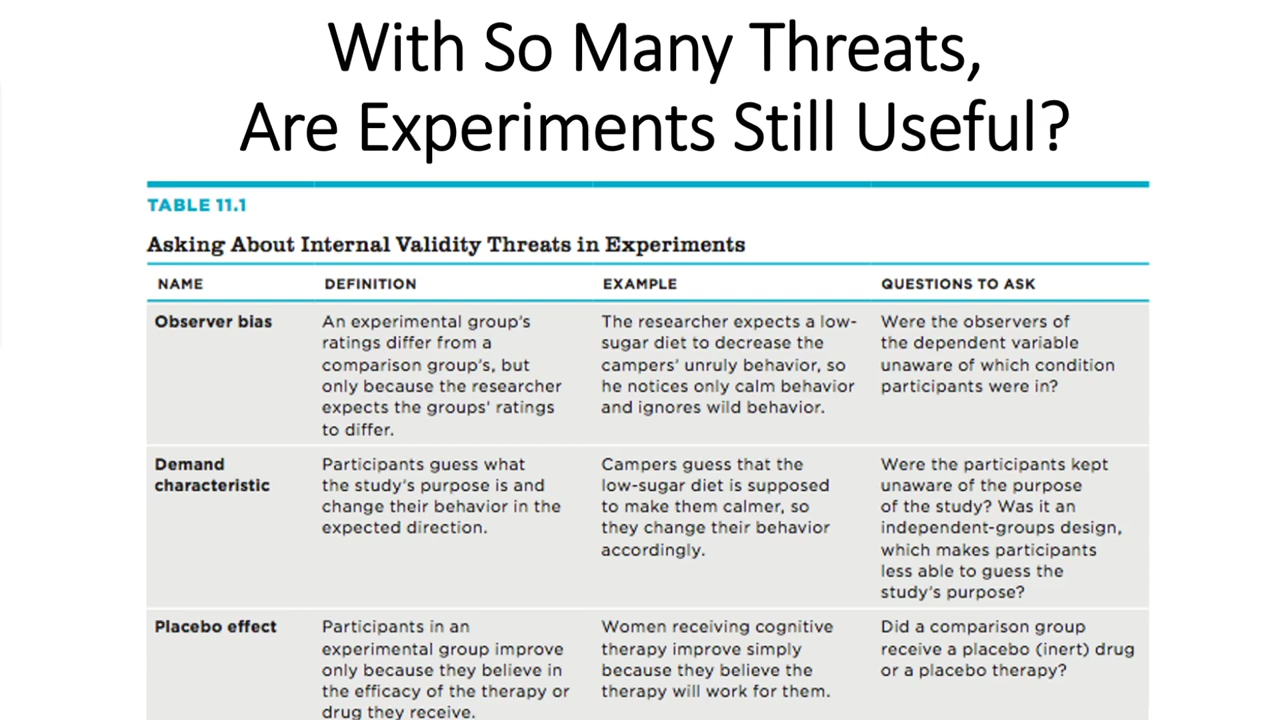 With So Many Threats,
Are Experiments Still Useful?
TABLE 11.1
Asking About Internal Validity Threats in Experiments
NAME
DEFINITION
EXAMPLE
QUESTIONS TO ASK
Observer bias
An experimental group's
ratings differ from a
comparison group's, but
only because the researcher
expects the groups' ratings
to differ.
The researcher expects a low-
sugar diet to decrease the
campers' unruly behavior, so
he notices only calm behavior
and ignores wild behavior.
Were the observers of
the dependent variable
unaware of which condition
participants were in?
Demand
characteristic
Participants guess what
the study's purpose is and
change their behavior in the
expected direction.
Campers guess that the
low-sugar diet is supposed
to make them calmer, so
they change their behavior
accordingly.
Were the participants kept
unaware of the purpose
of the study? Was it an
independent-groups design,
which makes participants
less able to guess the
study's purpose?
Placebo effect
Participants in an
experimental group improve
only because they believe in
the efficacy of the therapy or
drug they receive.
Women receiving cognitive
therapy improve simply
because they believe the
therapy will work for them.
Did a comparison group
receive a placebo (inert) drug
or a placebo therapy?